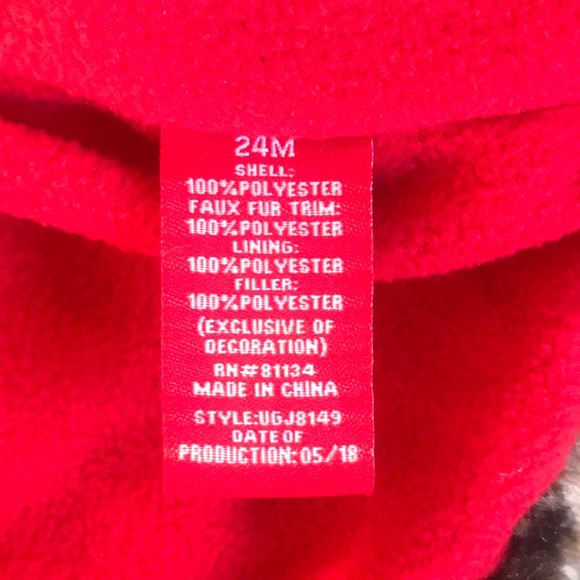 24M
SHELL:
100%POLYESTER
FAUX FUR TRIM:
100%POLYESTER
LINING:
100%POLYESTER
FILLER:
100%POLYESTER
(EXCLUSIVE OF
DECORATION)
RN#81134
MADE IN CHINA
STYLE:UGJ8149
DATE OF
PRODUCTION:05/18